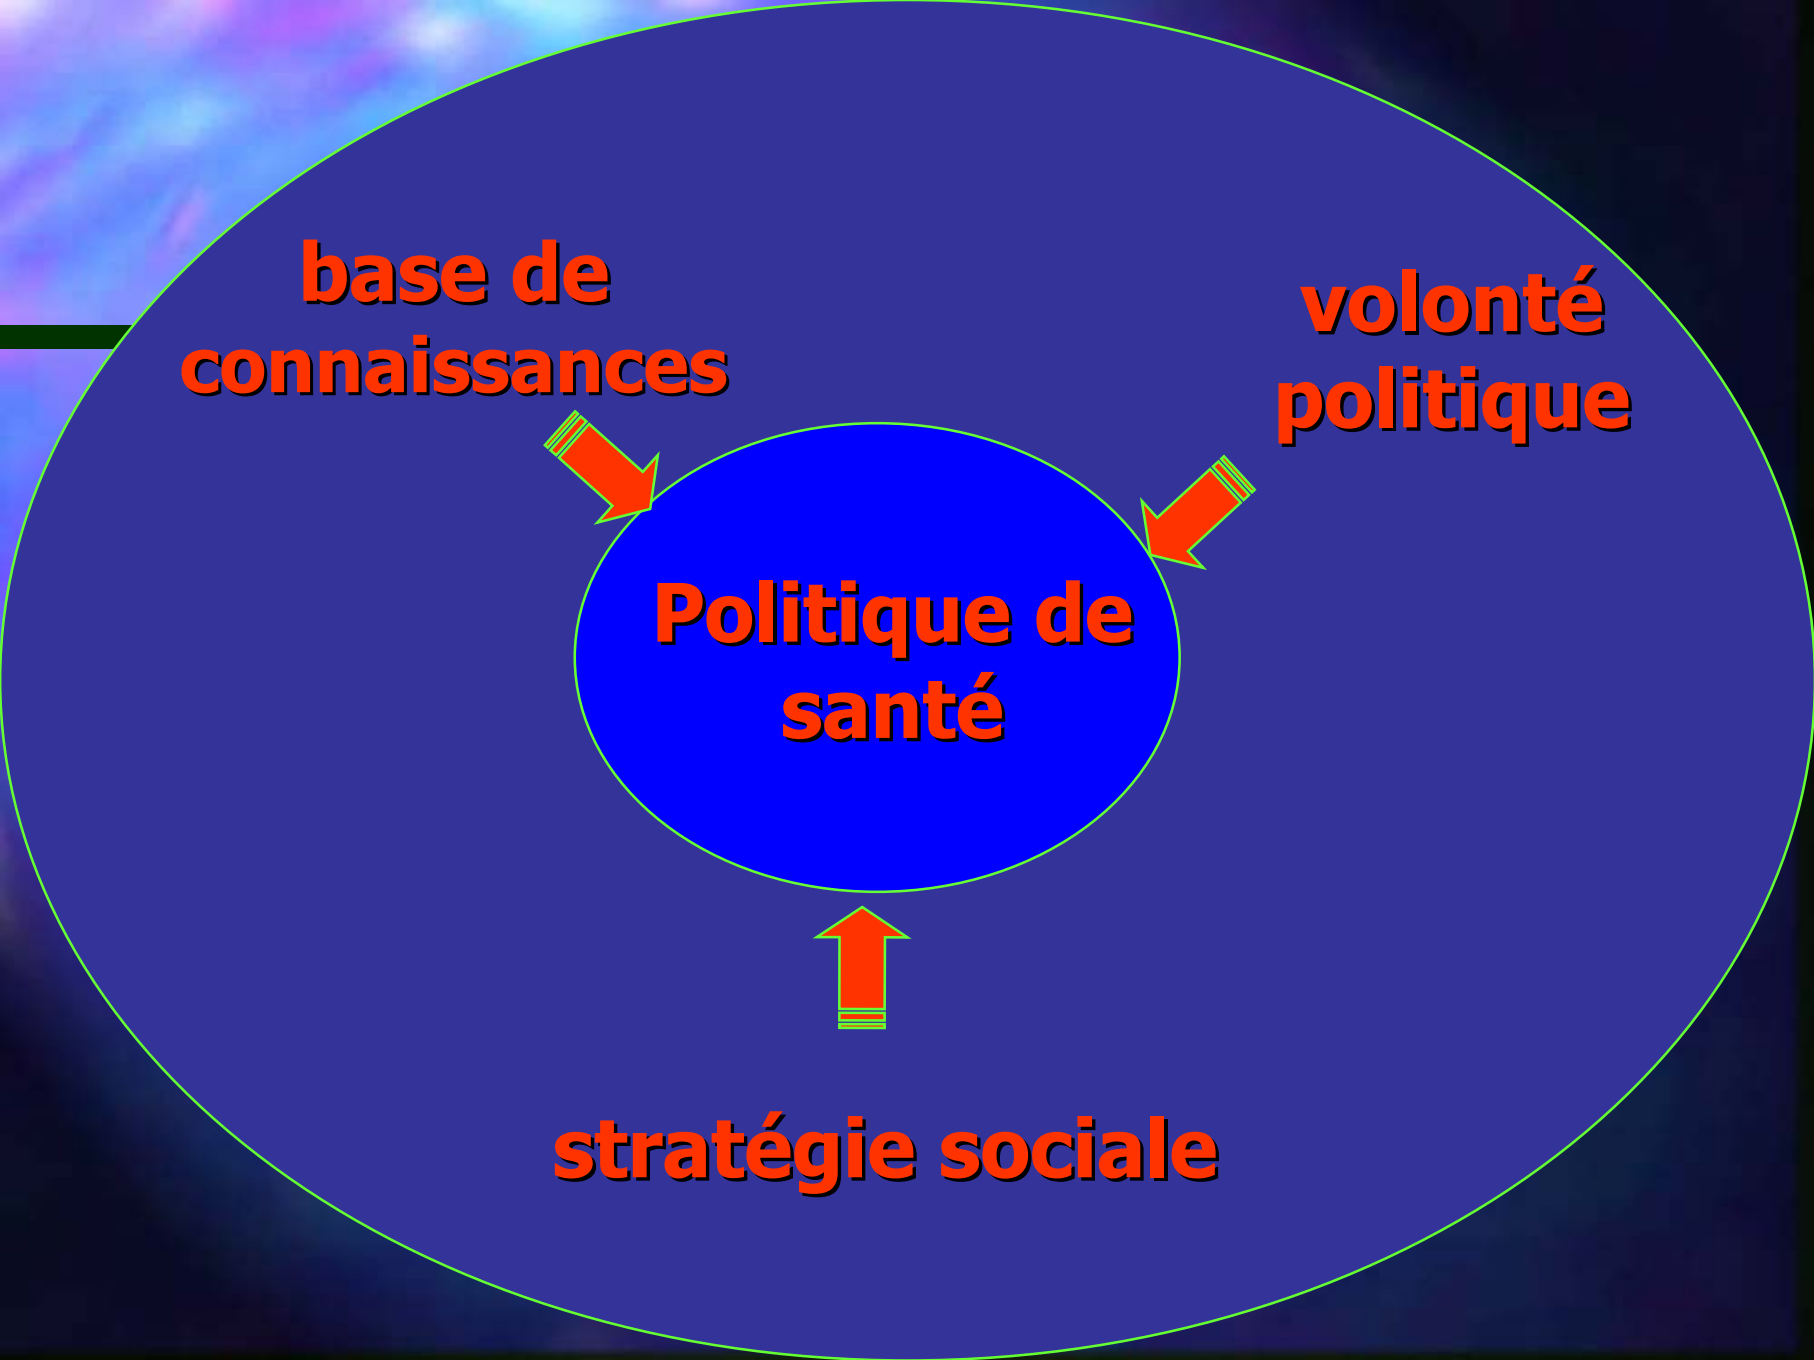 base de
connaissances
volonté
politique
Politique de
santé
stratégie sociale